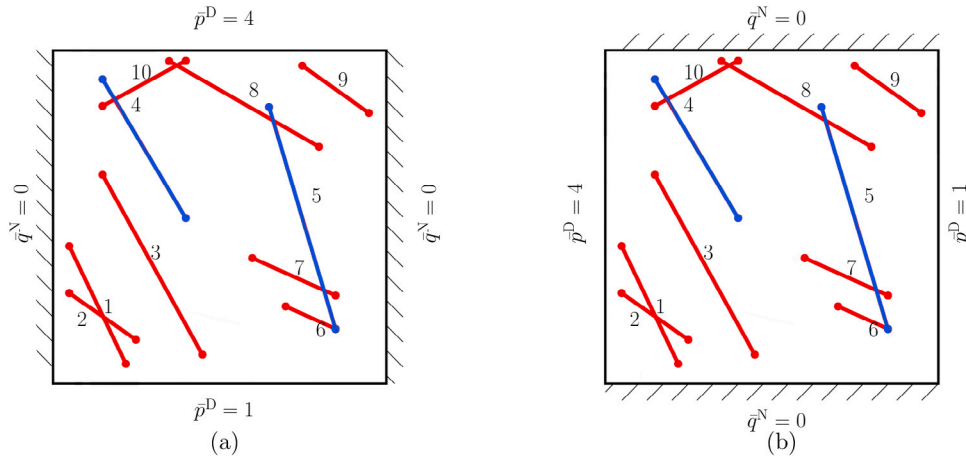 p̄ᴰ = 4
10
4
8
9
q̄ᴺ = 0
5
3
7
1
2
6
q̄ᴺ = 0
p̄ᴰ = 1
(a)
q̄ᴺ = 0
10
4
8
9
p̄ᴰ = 4
5
3
7
1
2
6
p̄ᴰ = 1
q̄ᴺ = 0
(b)